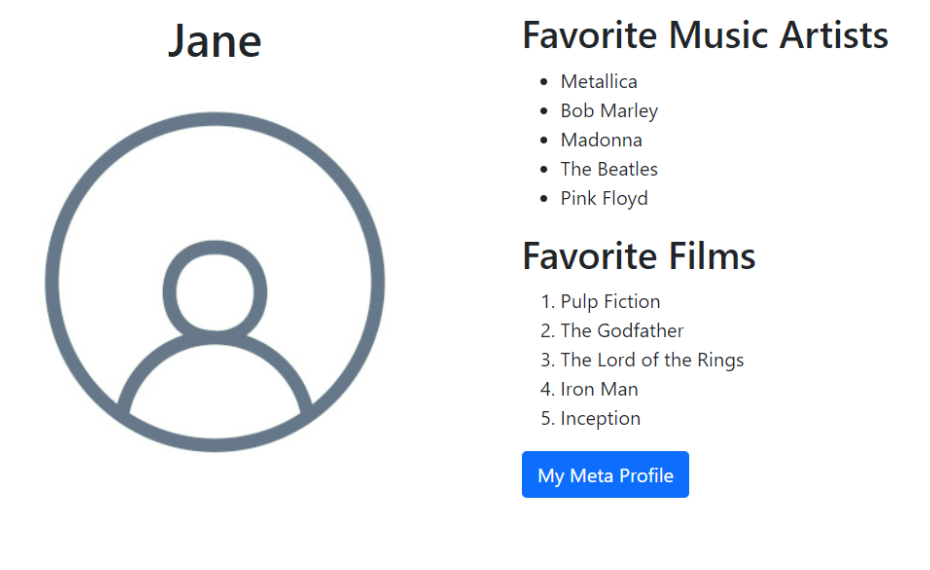 Jane
Favorite Music Artists
• Metallica
• Bob Marley
• Madonna
• The Beatles
• Pink Floyd
Favorite Films
1. Pulp Fiction
2. The Godfather
3. The Lord of the Rings
4. Iron Man
5. Inception
My Meta Profile